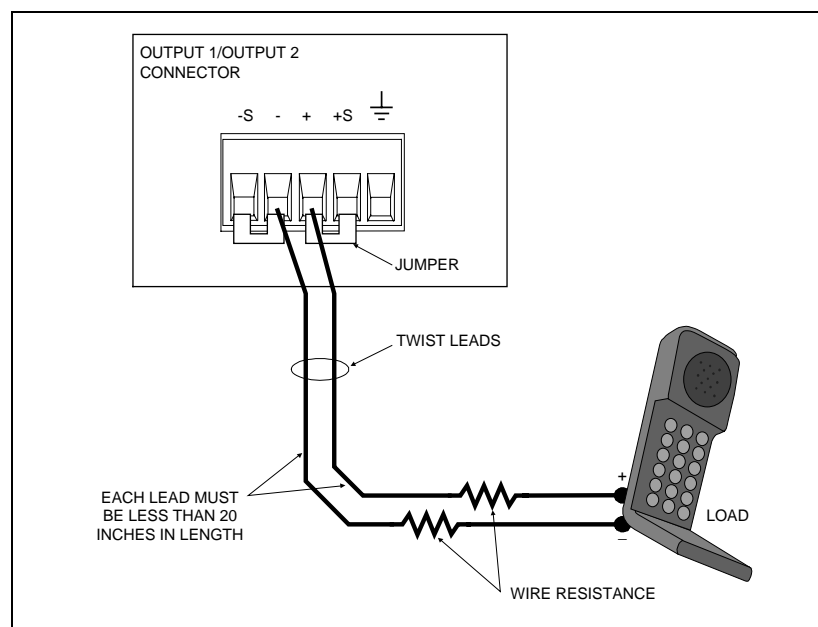 OUTPUT 1/OUTPUT 2
CONNECTOR
-S - + +S
JUMPER
TWIST LEADS
EACH LEAD MUST
BE LESS THAN 20
INCHES IN LENGTH
+
LOAD
–
WIRE RESISTANCE